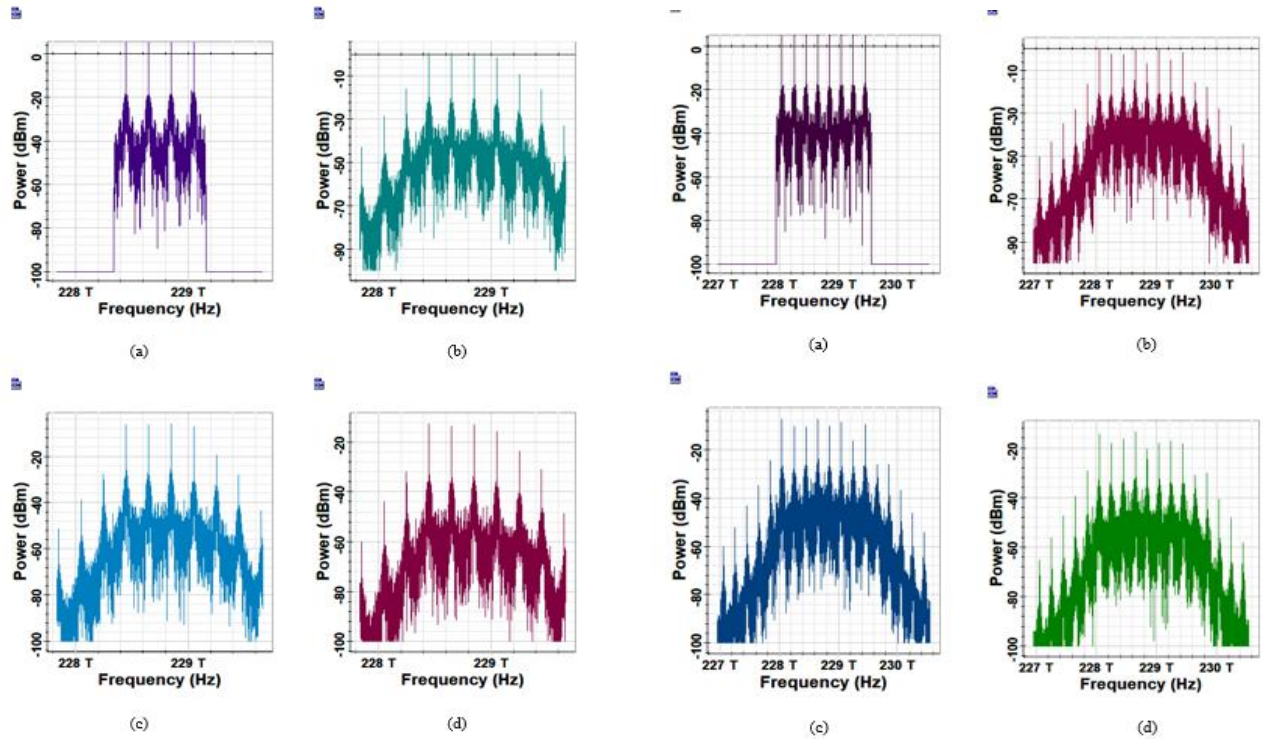 Power (dBm)
0
-20
-40
-60
-80
-100
228 T
229 T
Frequency (Hz)
(a)
Power (dBm)
-10
-30
-50
-70
-90
228 T
229 T
Frequency (Hz)
(b)
Power (dBm)
0
-20
-40
-60
-80
-100
227 T
228 T
229 T
230 T
Frequency (Hz)
(a)
Power (dBm)
-10
-30
-50
-70
-90
227 T
228 T
229 T
230 T
Frequency (Hz)
(b)
Power (dBm)
-20
-40
-60
-80
-100
228 T
229 T
Frequency (Hz)
(c)
Power (dBm)
-20
-40
-60
-80
-100
228 T
229 T
Frequency (Hz)
(d)
Power (dBm)
-20
-40
-60
-80
-100
227 T
228 T
229 T
230 T
Frequency (Hz)
(c)
Power (dBm)
-20
-40
-60
-80
-100
227 T
228 T
229 T
230 T
Frequency (Hz)
(d)